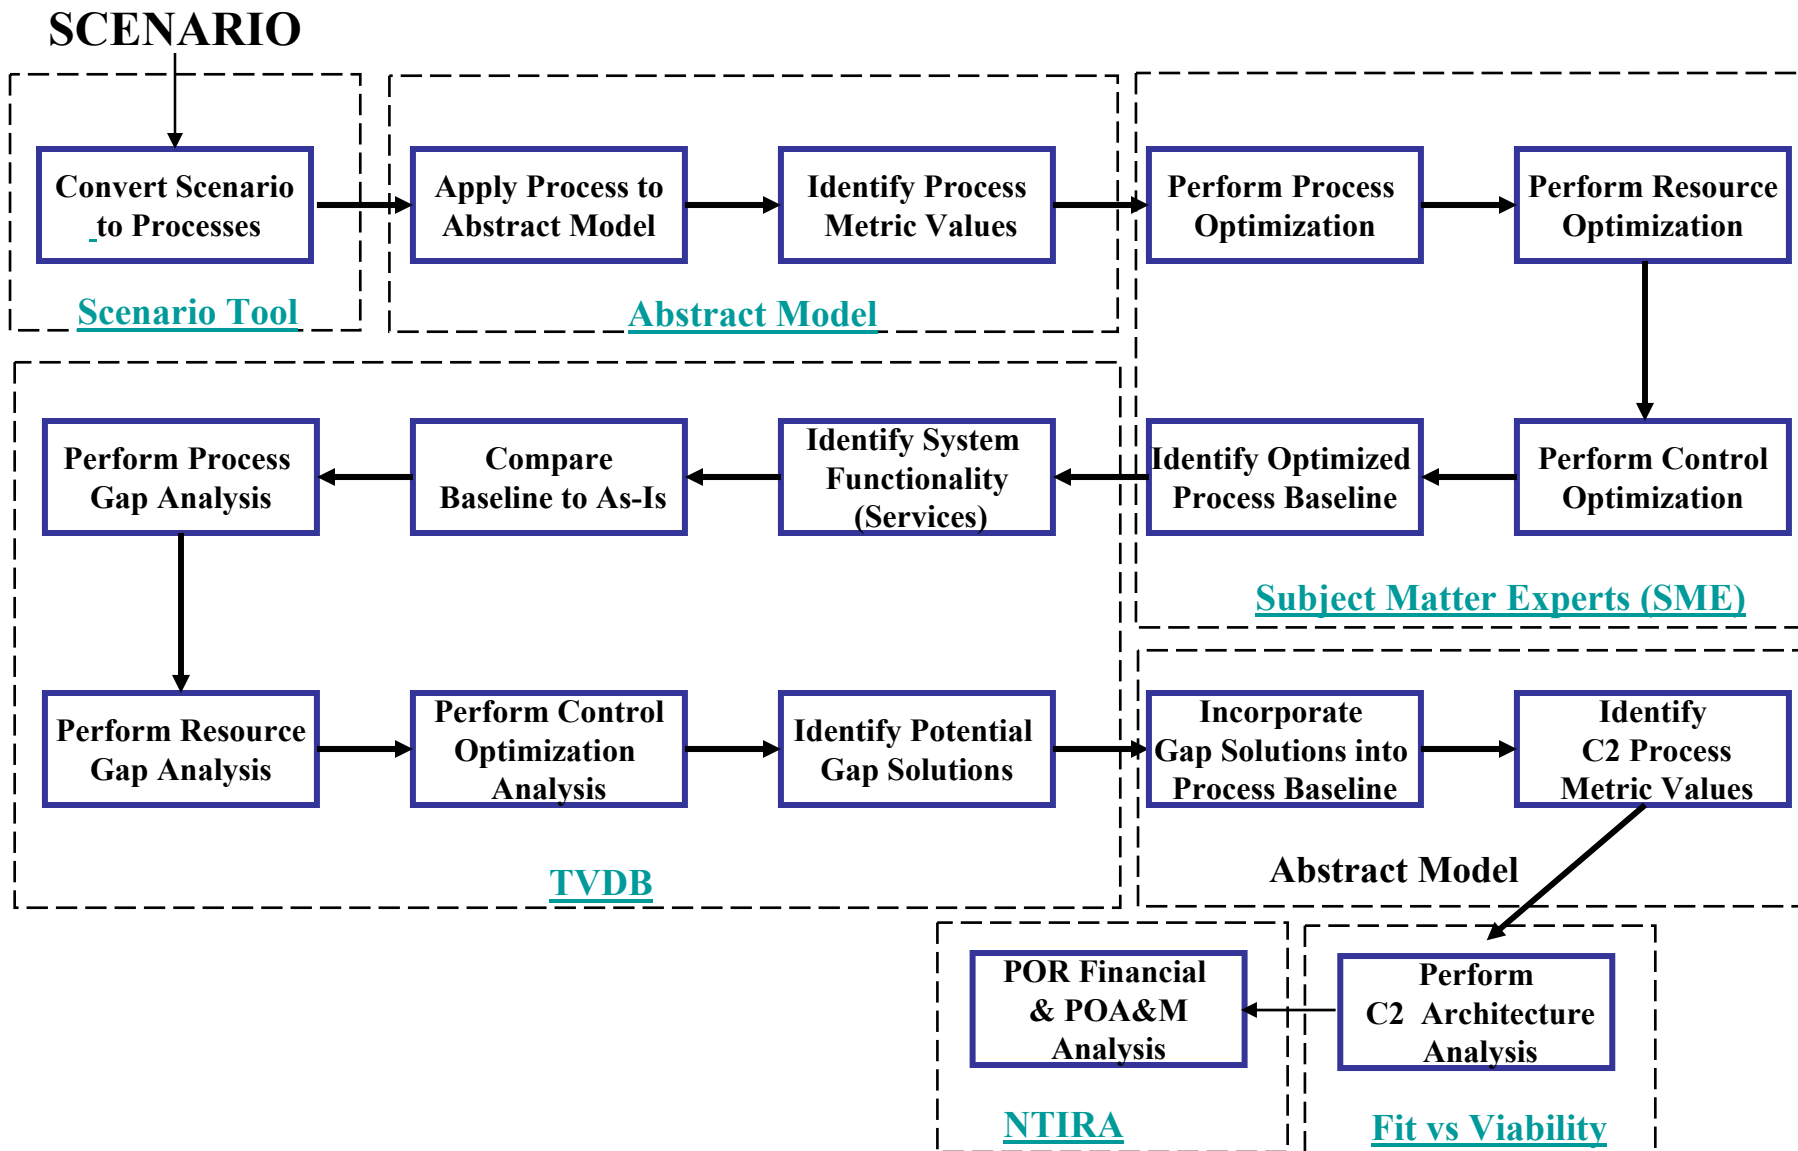 SCENARIO
Convert Scenario
to Processes
Scenario Tool
Apply Process to
Abstract Model
Identify Process
Metric Values
Abstract Model
Perform Process
Optimization
Perform Resource
Optimization
Perform Control
Optimization
Identify Optimized
Process Baseline
Subject Matter Experts (SME)
Identify System
Functionality
(Services)
Compare
Baseline to As-Is
Perform Process
Gap Analysis
Perform Resource
Gap Analysis
Perform Control
Optimization
Analysis
Identify Potential
Gap Solutions
TVDB
Incorporate
Gap Solutions into
Process Baseline
Identify
C2 Process
Metric Values
Abstract Model
Perform
C2 Architecture
Analysis
Fit vs Viability
POR Financial
& POA&M
Analysis
NTIRA